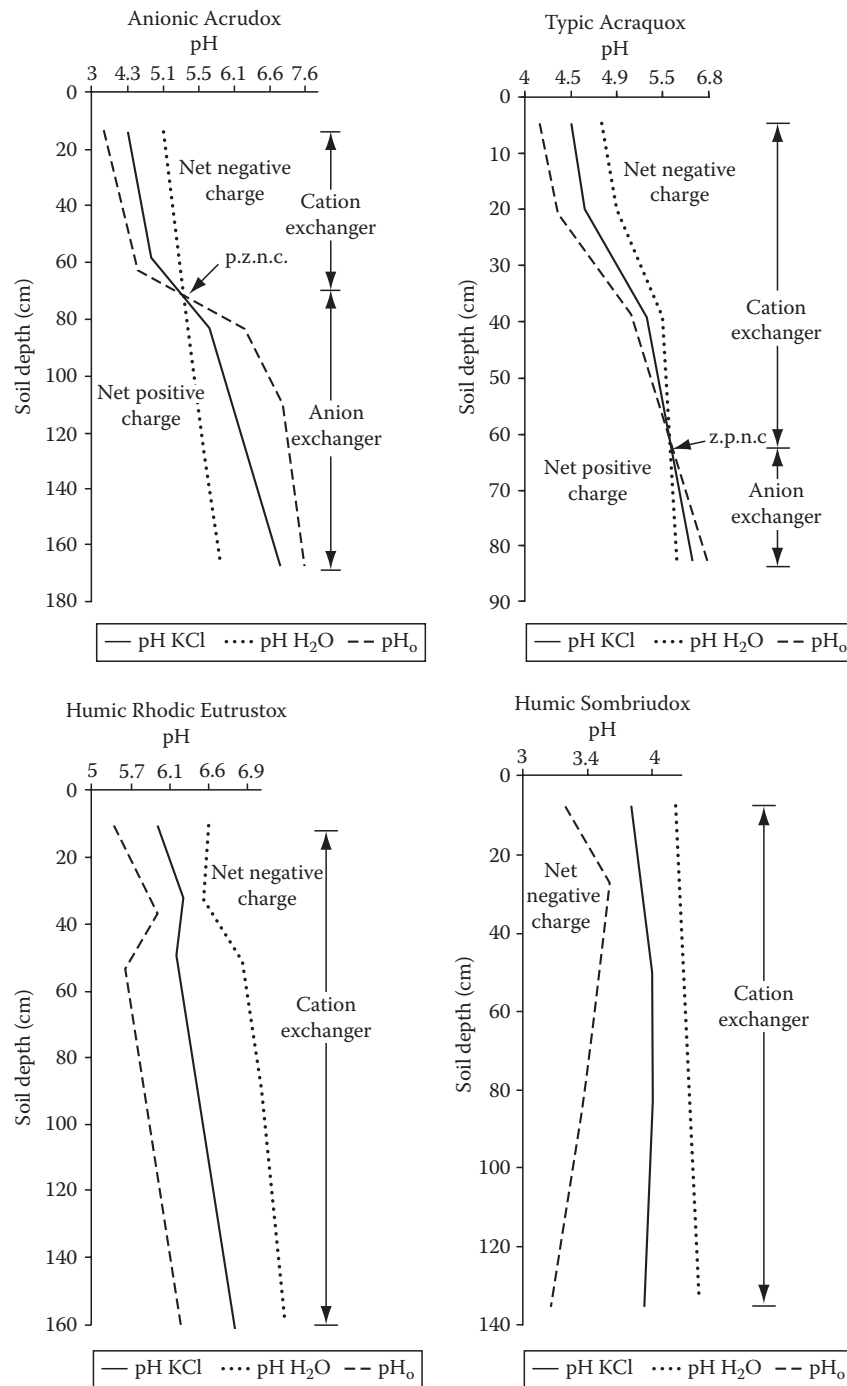 Anionic Acrudox
pH
3 4.3 5.1 5.5 6.1 6.6 7.6
0
20
40
60
80
100
120
140
160
180
Soil depth (cm)
Net negative
charge
Cation
exchanger
p.z.n.c.
Net positive
charge
Anion
exchanger
pH KCl pH H₂O pHₒ
Typic Acraquox
pH
4 4.5 4.9 5.5 6.8
0
10
20
30
40
50
60
70
80
90
Soil depth (cm)
Net negative
charge
Cation
exchanger
z.p.n.c
Net positive
charge
Anion
exchanger
pH KCl pH H₂O pHₒ
Humic Rhodic Eutrustox
pH
5 5.7 6.1 6.6 6.9
0
20
40
60
80
100
120
140
160
Soil depth (cm)
Net negative
charge
Cation
exchanger
pH KCl pH H₂O pHₒ
Humic Sombriudox
pH
3 3.4 4
0
20
40
60
80
100
120
140
Soil depth (cm)
Net
negative
charge
Cation
exchanger
pH KCl pH H₂O pHₒ